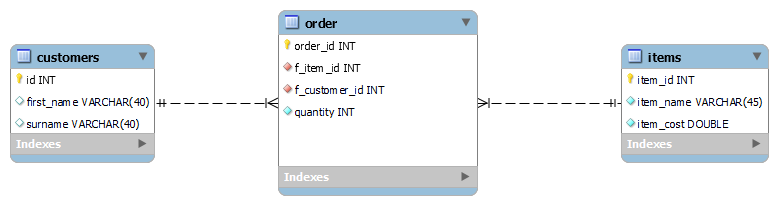 customers
id INT
first_name VARCHAR(40)
surname VARCHAR(40)
Indexes
order
order_id INT
f_item_id INT
f_customer_id INT
quantity INT
Indexes
items
item_id INT
item_name VARCHAR(45)
item_cost DOUBLE
Indexes